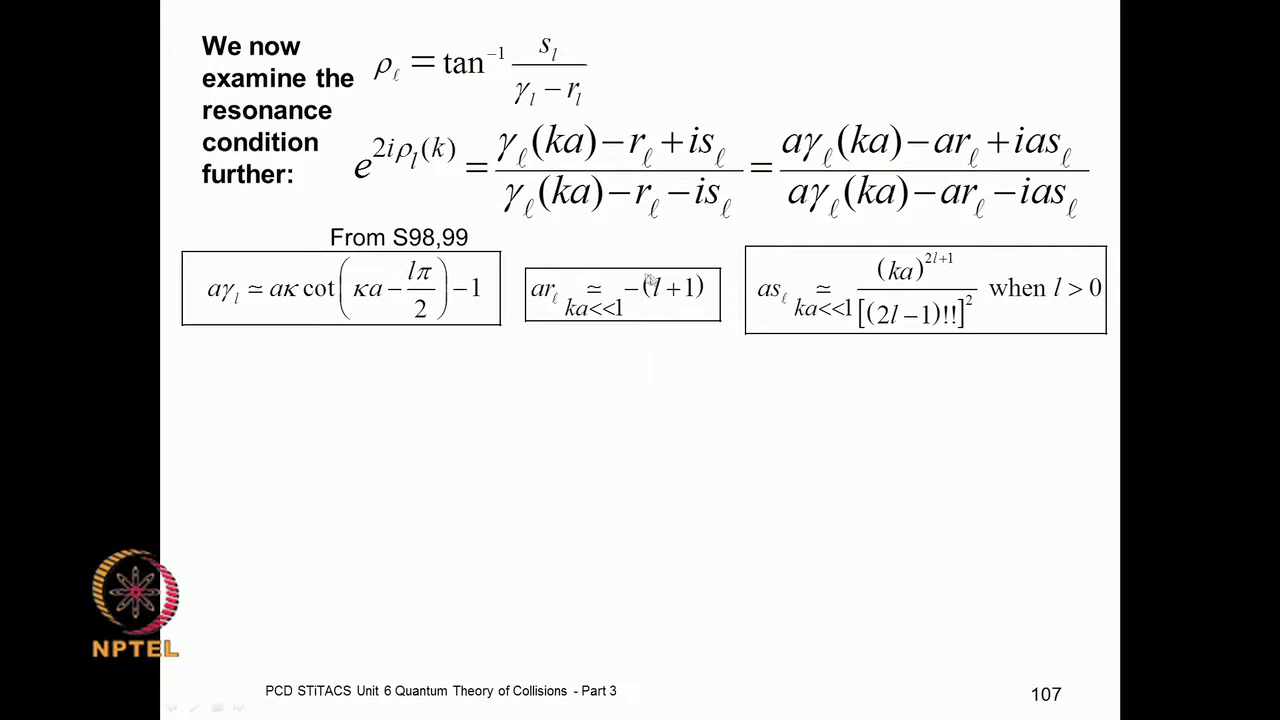 We now
examine the
resonance
condition
further:
ρ_ℓ = tan⁻¹ s_l / (γ_l − r_l)
e^{2iρ_l(k)} = (γ_ℓ(ka) − r_ℓ + is_ℓ) / (γ_ℓ(ka) − r_ℓ − is_ℓ) = (aγ_ℓ(ka) − ar_ℓ + ias_ℓ) / (aγ_ℓ(ka) − ar_ℓ − ias_ℓ)
From S98,99
aγ_l ≃ aκ cot(κa − lπ/2) − 1
ar_ℓ ≃_{ka<<1} −(l + 1)
as_ℓ ≃_{ka<<1} (ka)^{2l+1} / [(2l−1)!!]² when l > 0
NPTEL
PCD STiTACS Unit 6 Quantum Theory of Collisions - Part 3
107